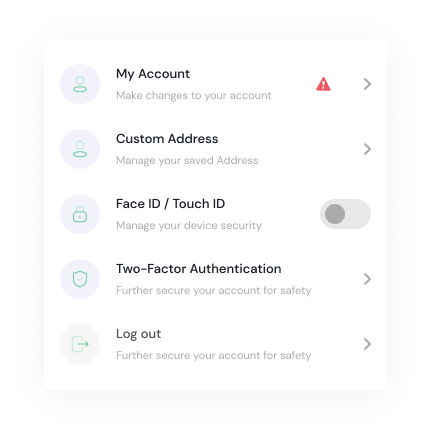 My Account
Make changes to your account
Custom Address
Manage your saved Address
Face ID / Touch ID
Manage your device security
Two-Factor Authentication
Further secure your account for safety
Log out
Further secure your account for safety